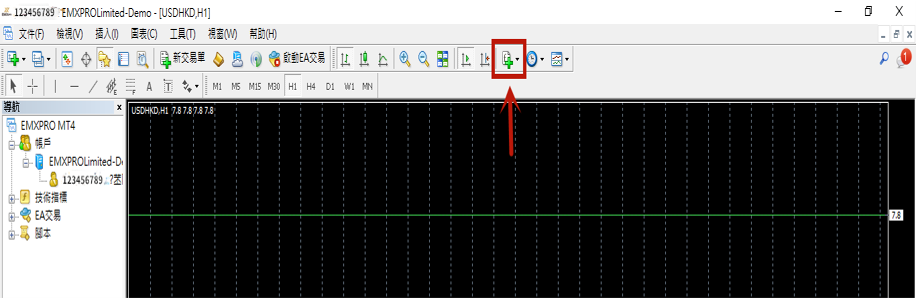 123456789 : EMXPROLimited-Demo - [USDHKD,H1]
文件(F) 檢視(V) 插入(I) 圖表(C) 工具(T) 視窗(W) 幫助(H)
新交易單 啟動EA交易 1
A T M1 M5 M15 M30 H1 H4 D1 W1 MN
導航
USDHKD,H1 7.8 7.8 7.8 7.8
EMXPRO MT4
帳戶
EMXPROLimited-De
123456789
技術指標
EA交易
7.8
腳本